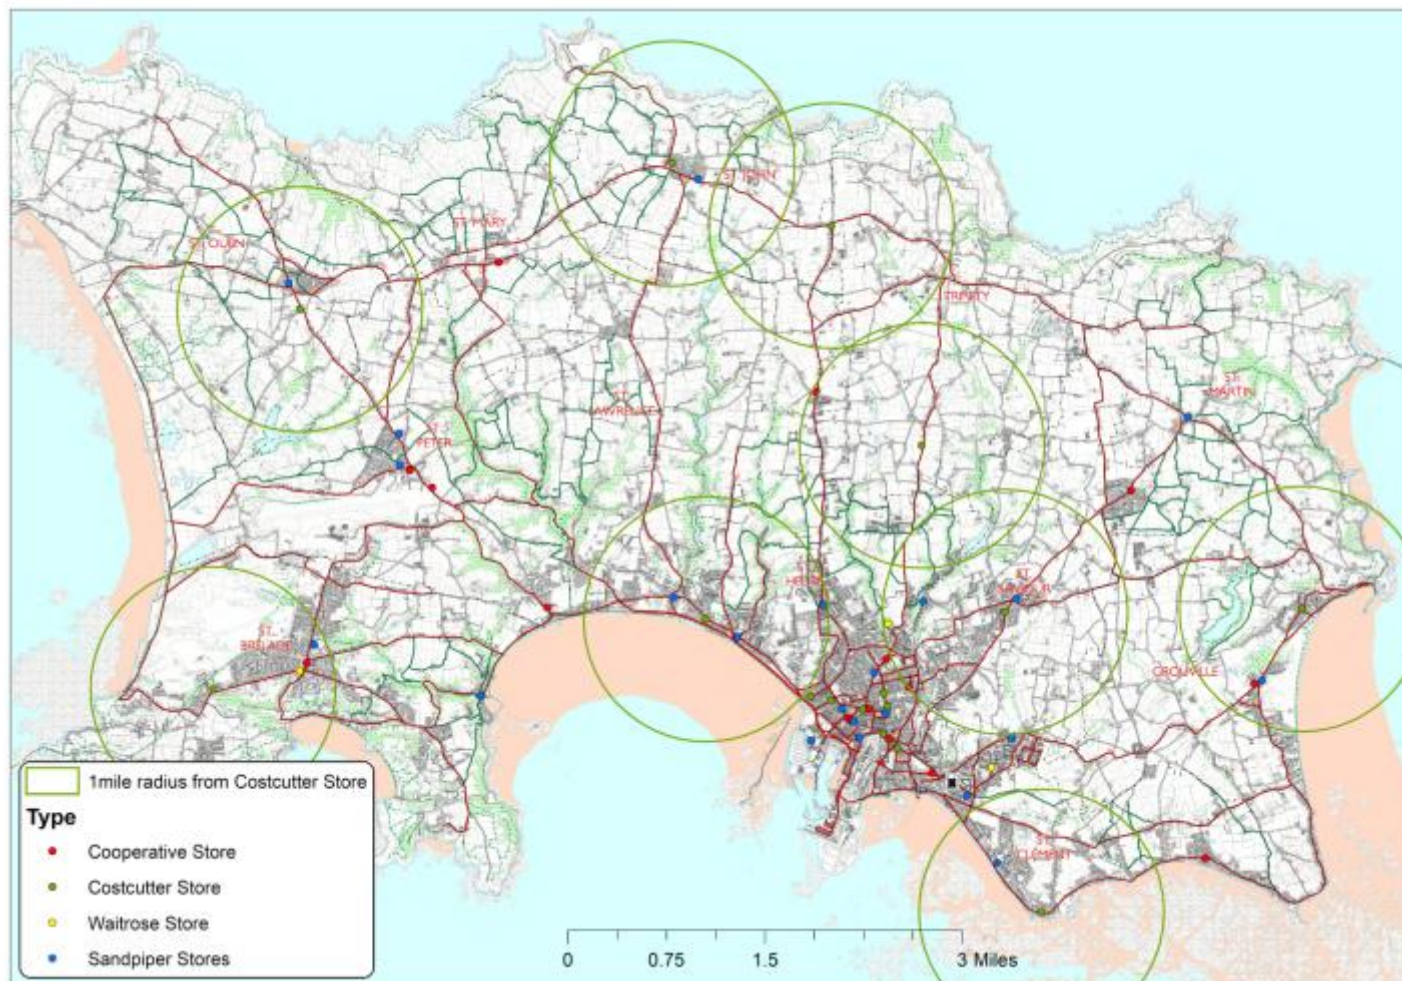 ST. JOHN
ST. MARY
ST. OUEN
TRINITY
ST.
MARTIN
ST.
LAWRENCE
ST.
PETER
ST.
HELIER
ST.
SAVIOUR
ST.
BRELADE
GROUVILLE
ST.
CLEMENT
1mile radius from Costcutter Store
Type
Cooperative Store
Costcutter Store
Waitrose Store
Sandpiper Stores
0 0.75 1.5 3 Miles